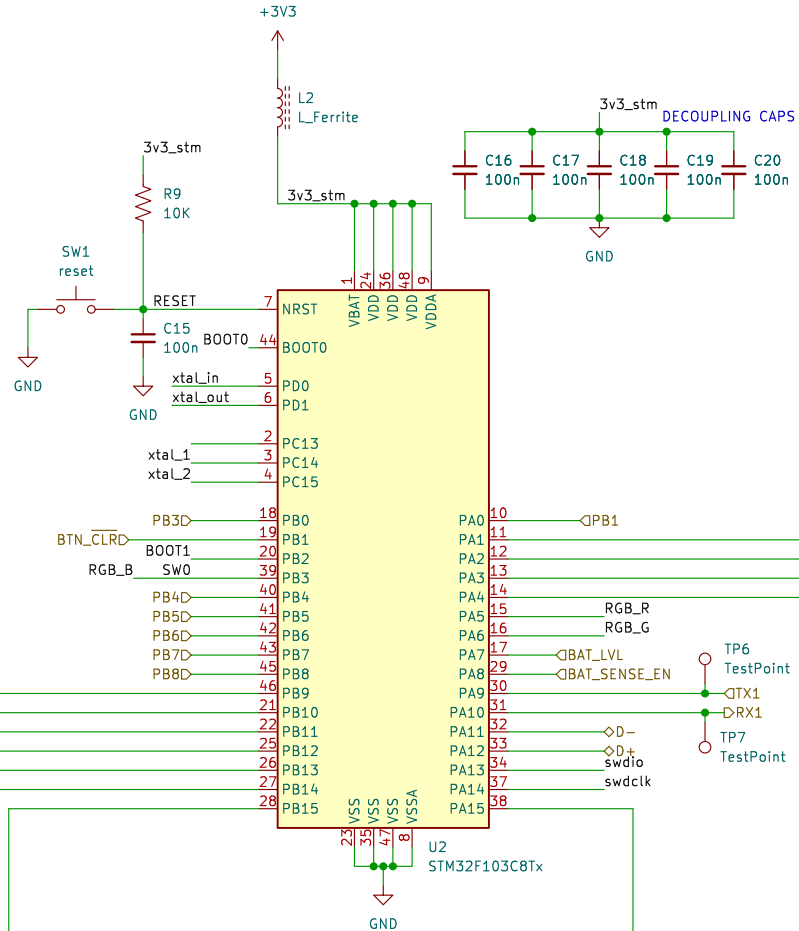 +3V3
L2
L_Ferrite
3v3_stm
DECOUPLING CAPS
C16
100n
C17
100n
C18
100n
C19
100n
C20
100n
GND
3v3_stm
R9
10K
3v3_stm
SW1
reset
RESET
GND
C15
100n
GND
1
24
36
48
9
VBAT
VDD
VDD
VDD
VDDA
7
NRST
BOOT0
44
BOOT0
xtal_in
5
PD0
xtal_out
6
PD1
2
PC13
xtal_1
3
PC14
xtal_2
4
PC15
PB3
18
PB0
BTN_CLR
19
PB1
BOOT1
20
PB2
RGB_B
SW0
39
PB3
PB4
40
PB4
PB5
41
PB5
PB6
42
PB6
PB7
43
PB7
PB8
45
PB8
46
PB9
21
PB10
22
PB11
25
PB12
26
PB13
27
PB14
28
PB15
PA0
10
PB1
PA1
11
PA2
12
PA3
13
PA4
14
PA5
15
RGB_R
PA6
16
RGB_G
PA7
17
BAT_LVL
PA8
29
BAT_SENSE_EN
PA9
30
TX1
PA10
31
RX1
PA11
32
D-
PA12
33
D+
PA13
34
swdio
PA14
37
swdclk
PA15
38
TP6
TestPoint
TP7
TestPoint
VSS
VSS
VSS
VSSA
23
35
47
8
U2
STM32F103C8Tx
GND